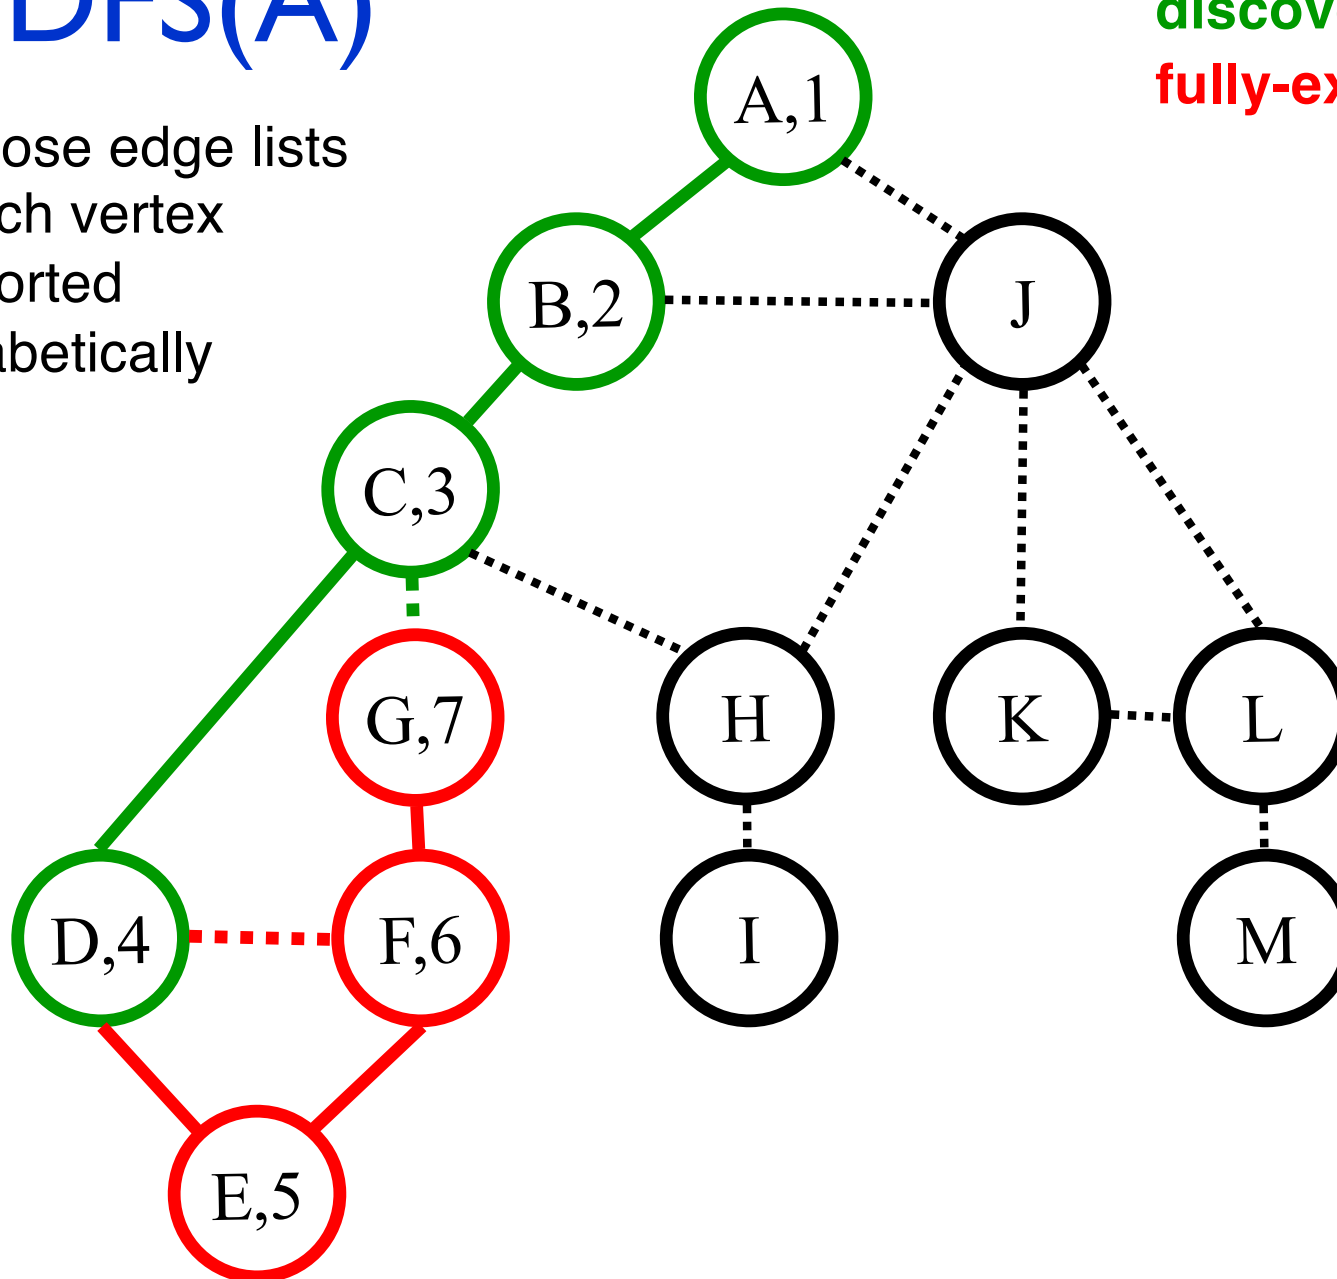 DFS(A)
discov
fully-ex
ose edge lists
ch vertex
orted
abetically
A,1
B,2
J
C,3
G,7
H
K
L
D,4
F,6
I
M
E,5